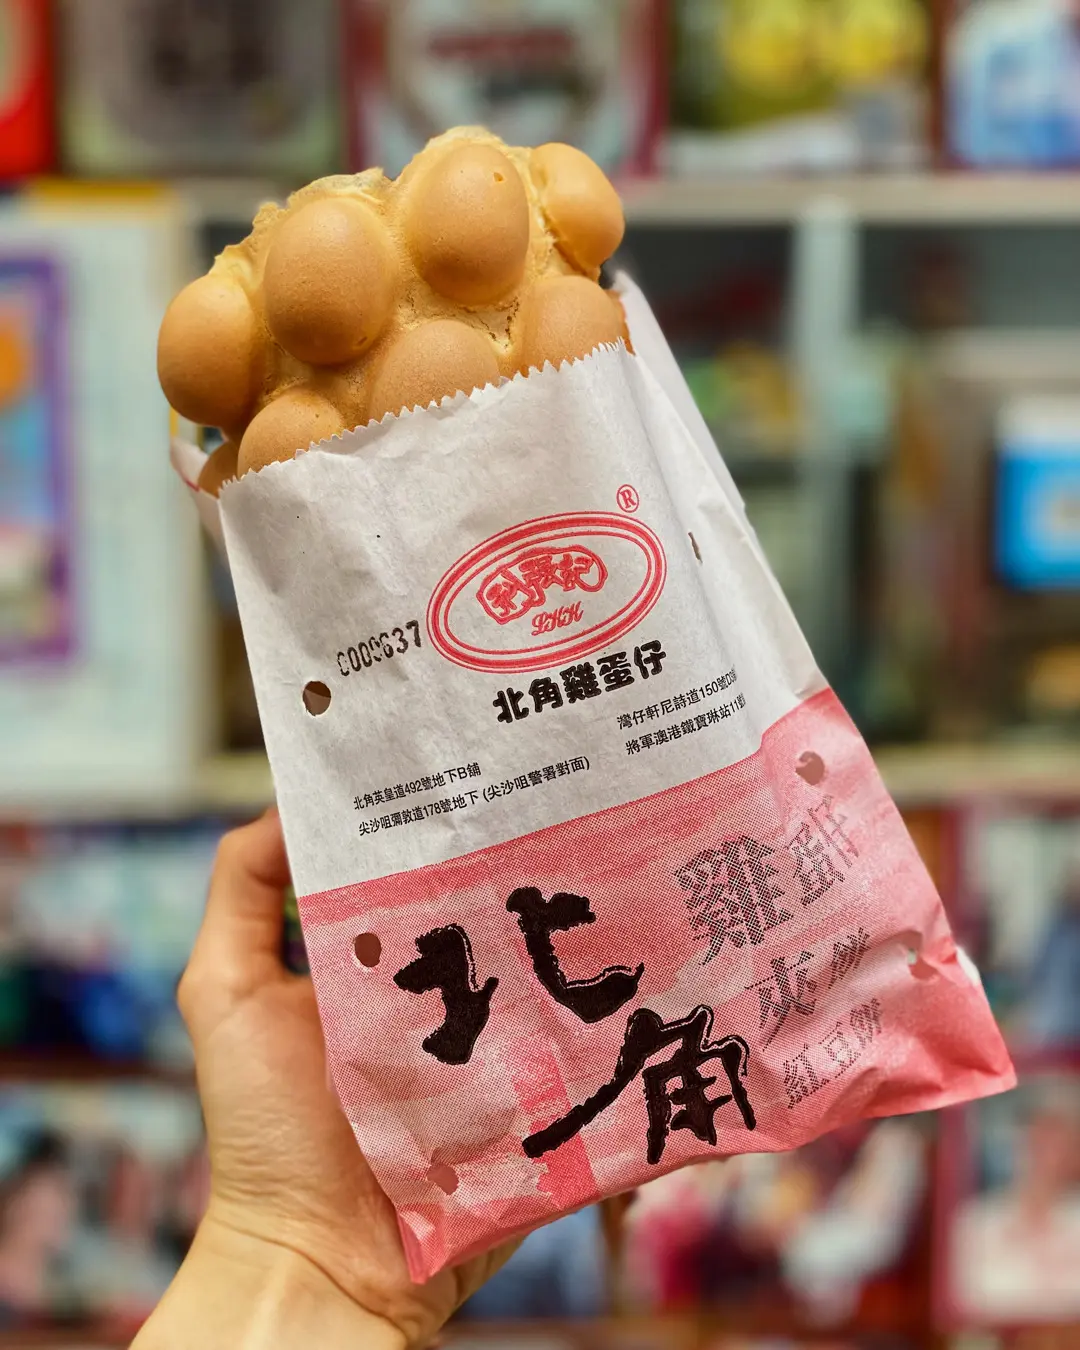 ®
利强記
LKK
C000637
北角雞蛋仔
北角英皇道492號地下B舖
尖沙咀彌敦道178號地下 (尖沙咀警署對面)
灣仔軒尼詩道150號D
將軍澳港鐵寶琳站11號
北角
雞蛋仔
夾餅
紅豆餅